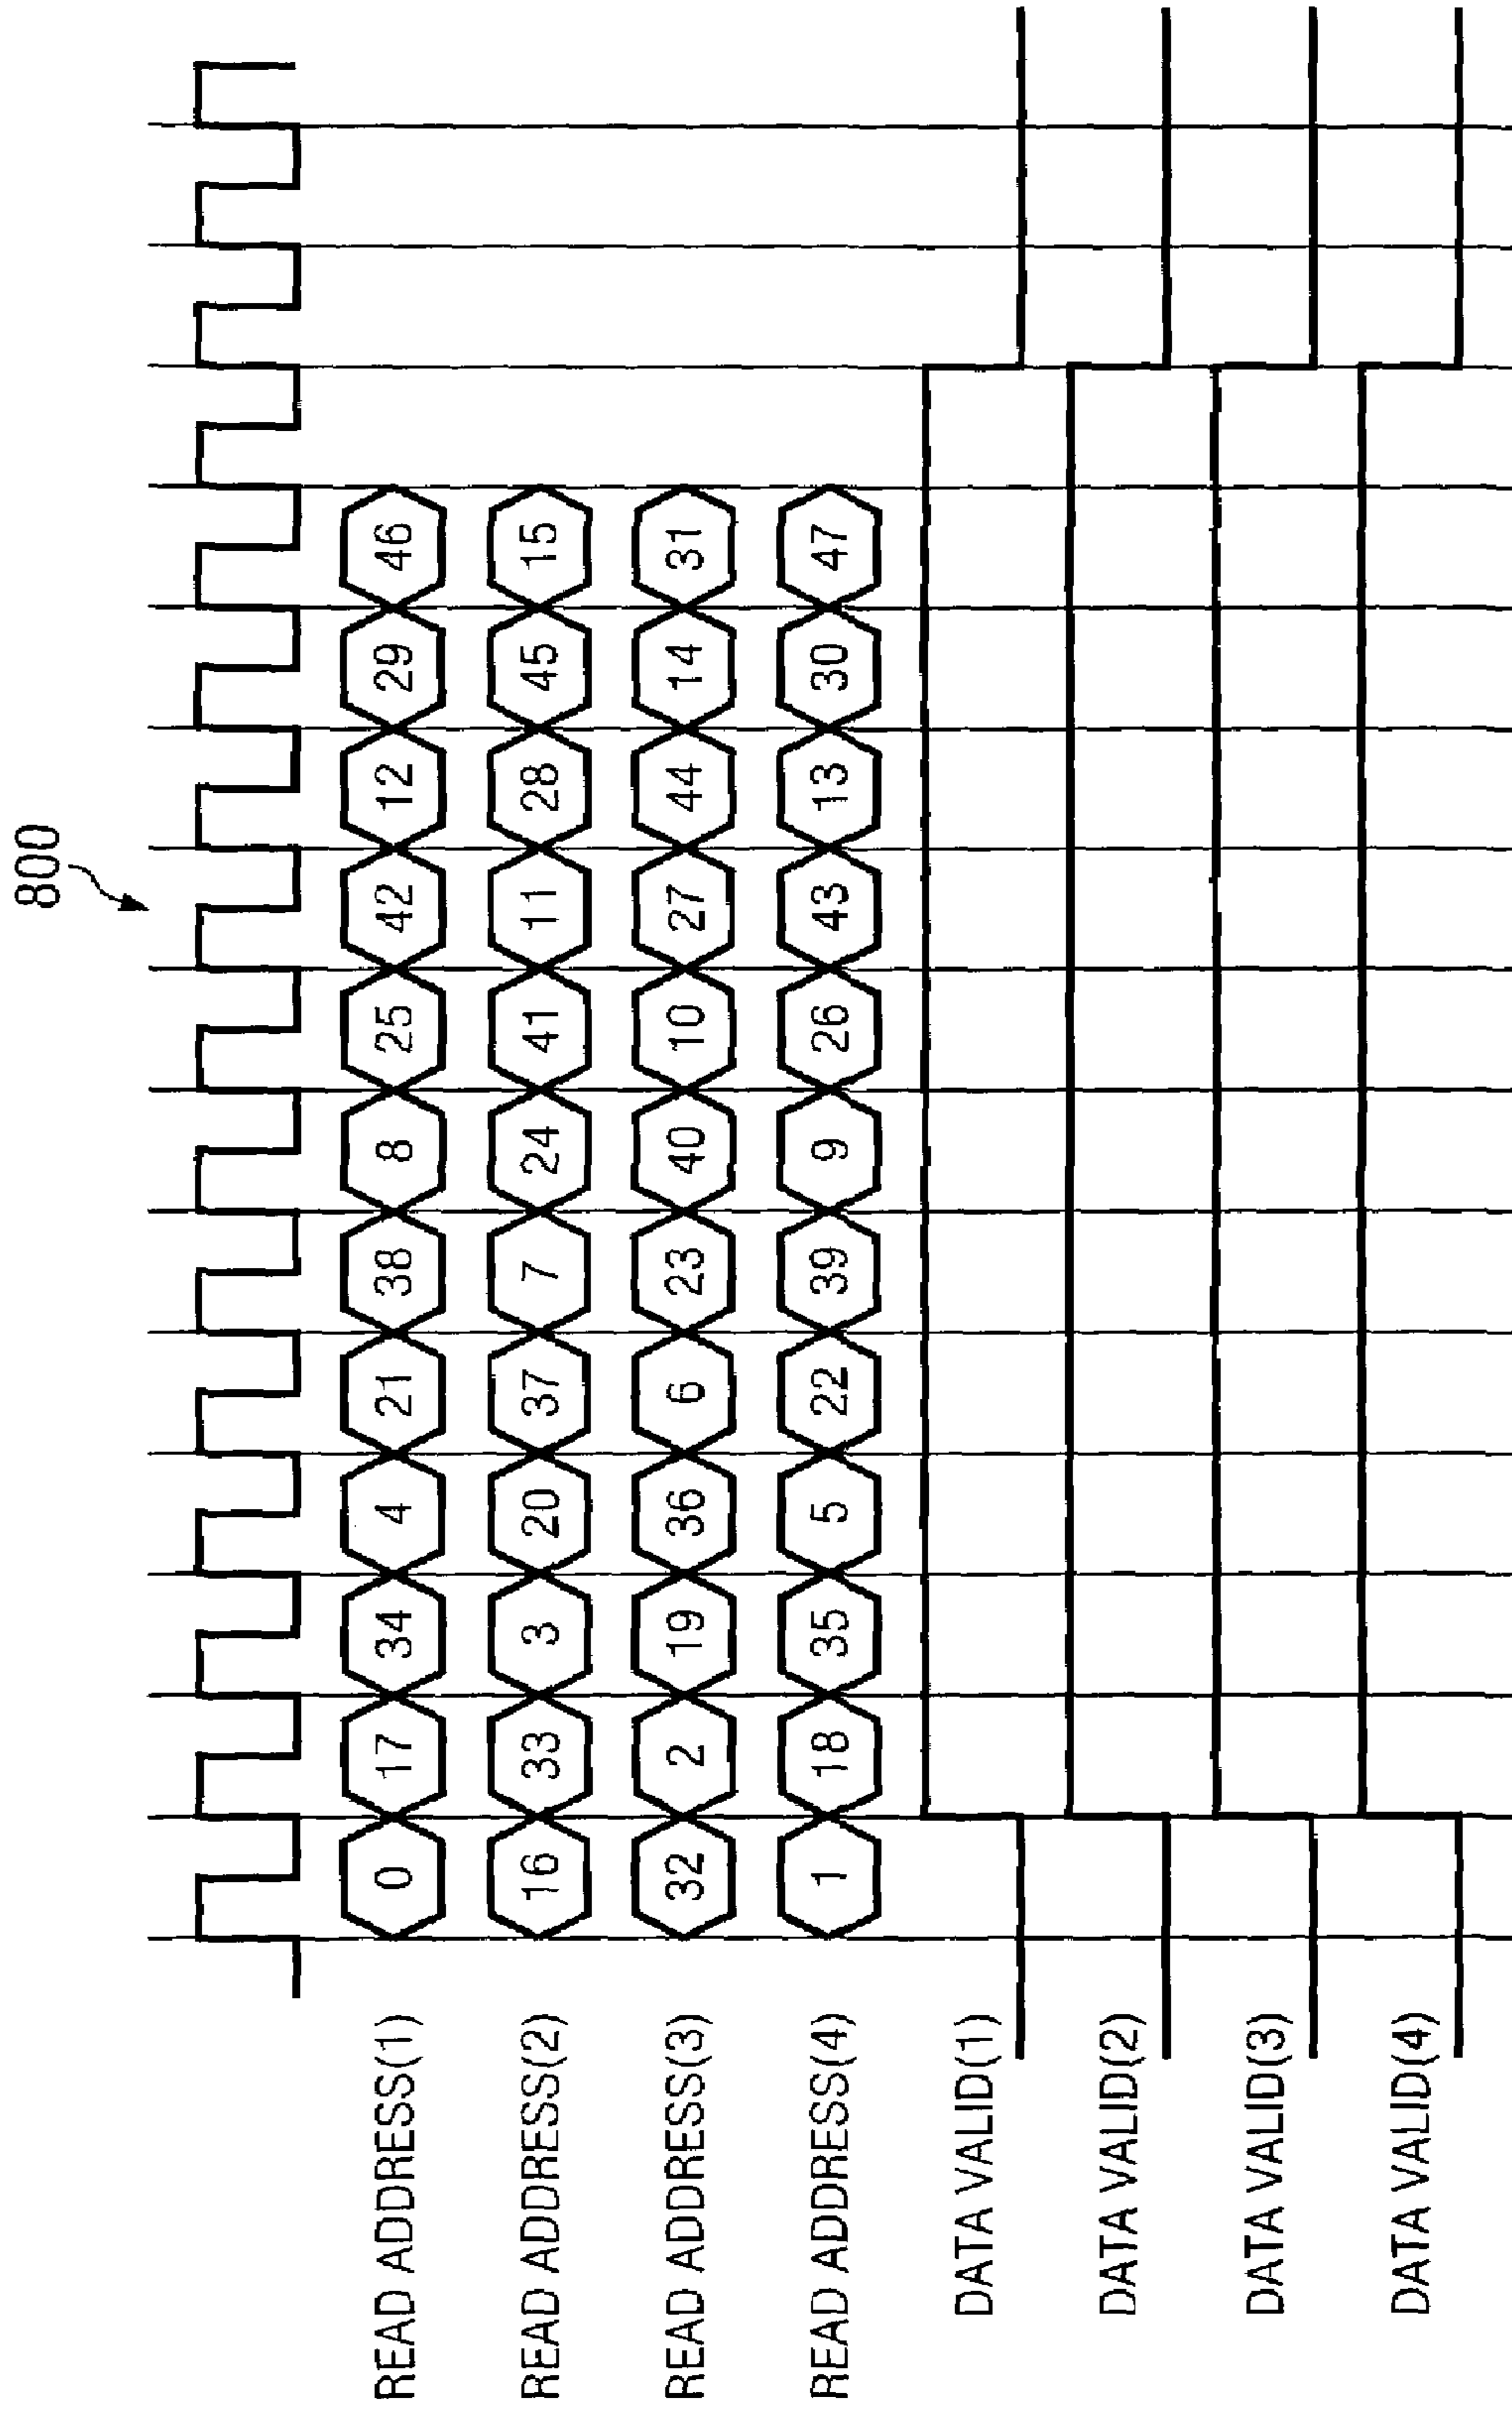 800
READ ADDRESS(1) 0 17 34 4 21 38 8 25 42 12 29 46
READ ADDRESS(2) 16 33 3 20 37 7 24 41 11 28 45 15
READ ADDRESS(3) 32 2 19 36 6 23 40 10 27 44 14 31
READ ADDRESS(4) 1 18 35 5 22 39 9 26 43 13 30 47
DATA VALID(1)
DATA VALID(2)
DATA VALID(3)
DATA VALID(4)